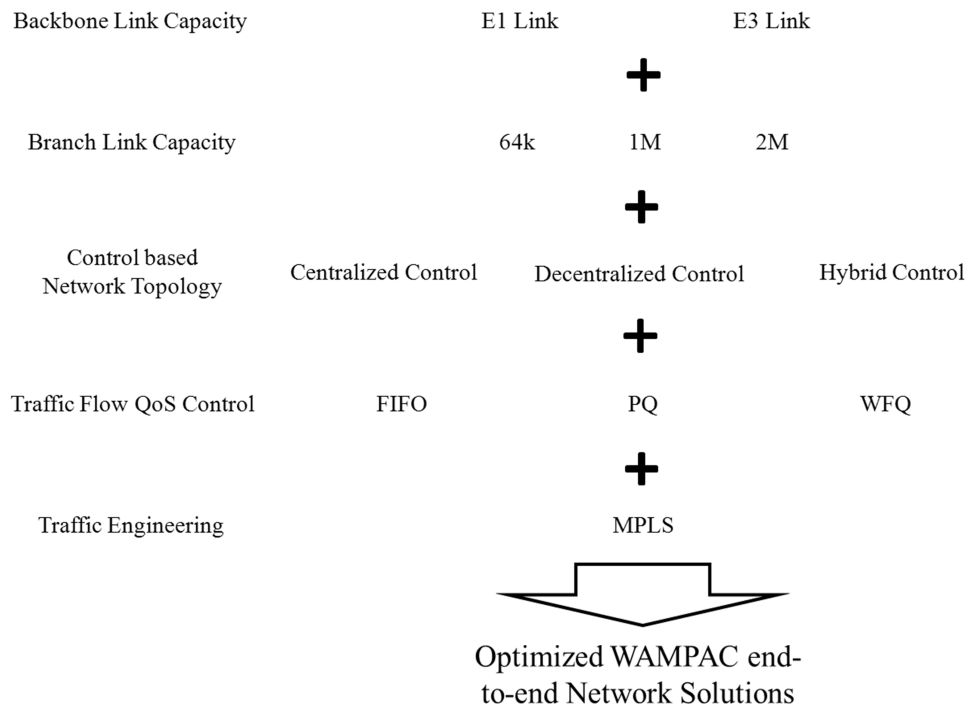 Backbone Link Capacity E1 Link E3 Link
+
Branch Link Capacity 64k 1M 2M
+
Control based
Network Topology Centralized Control Decentralized Control Hybrid Control
+
Traffic Flow QoS Control FIFO PQ WFQ
+
Traffic Engineering MPLS
Optimized WAMPAC end-
to-end Network Solutions